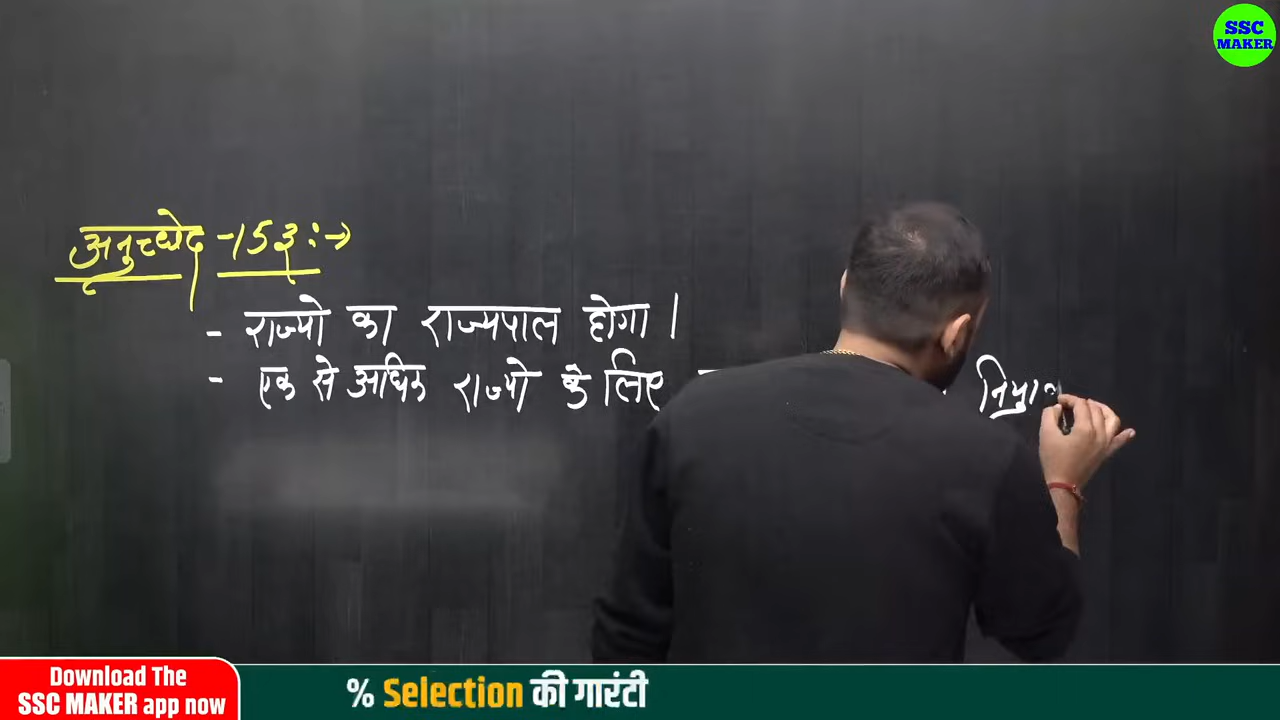 SSC
MAKER
अनुच्छेद -153:→
- राज्यो का राज्यपाल होगा।
- एक से अधिक राज्यो के लिए
Download The
SSC MAKER app now
% Selection की गारंटी